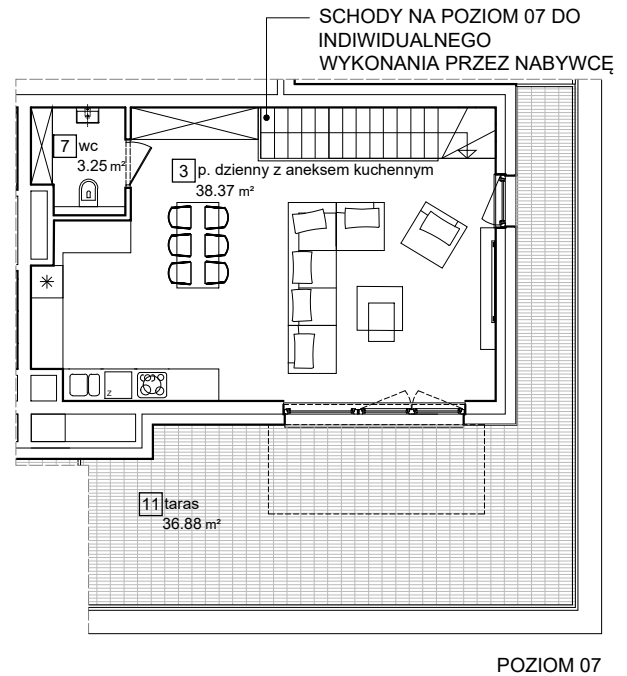 SCHODY NA POZIOM 07 DO
INDIWIDUALNEGO
WYKONANIA PRZEZ NABYWCĘ
7 wc
3.25 m²
3 p. dzienny z aneksem kuchennym
38.37 m²
z
11 taras
36.88 m²
POZIOM 07